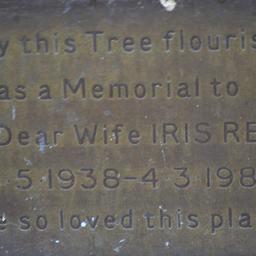 y this Tree flouris
as a Memorial to
Dear Wife IRIS RE
5·1938–4·3·198
e so loved this pla